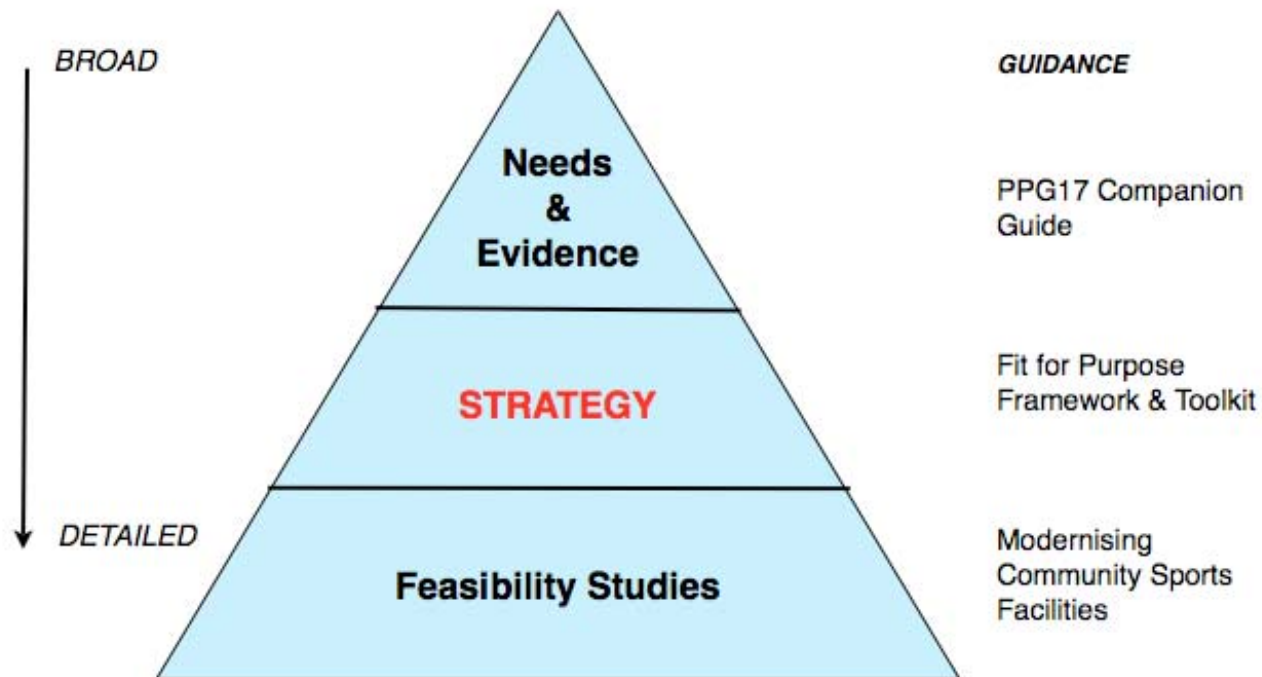 BROAD
GUIDANCE
Needs
&
Evidence
PPG17 Companion
Guide
STRATEGY
Fit for Purpose
Framework & Toolkit
DETAILED
Feasibility Studies
Modernising
Community Sports
Facilities